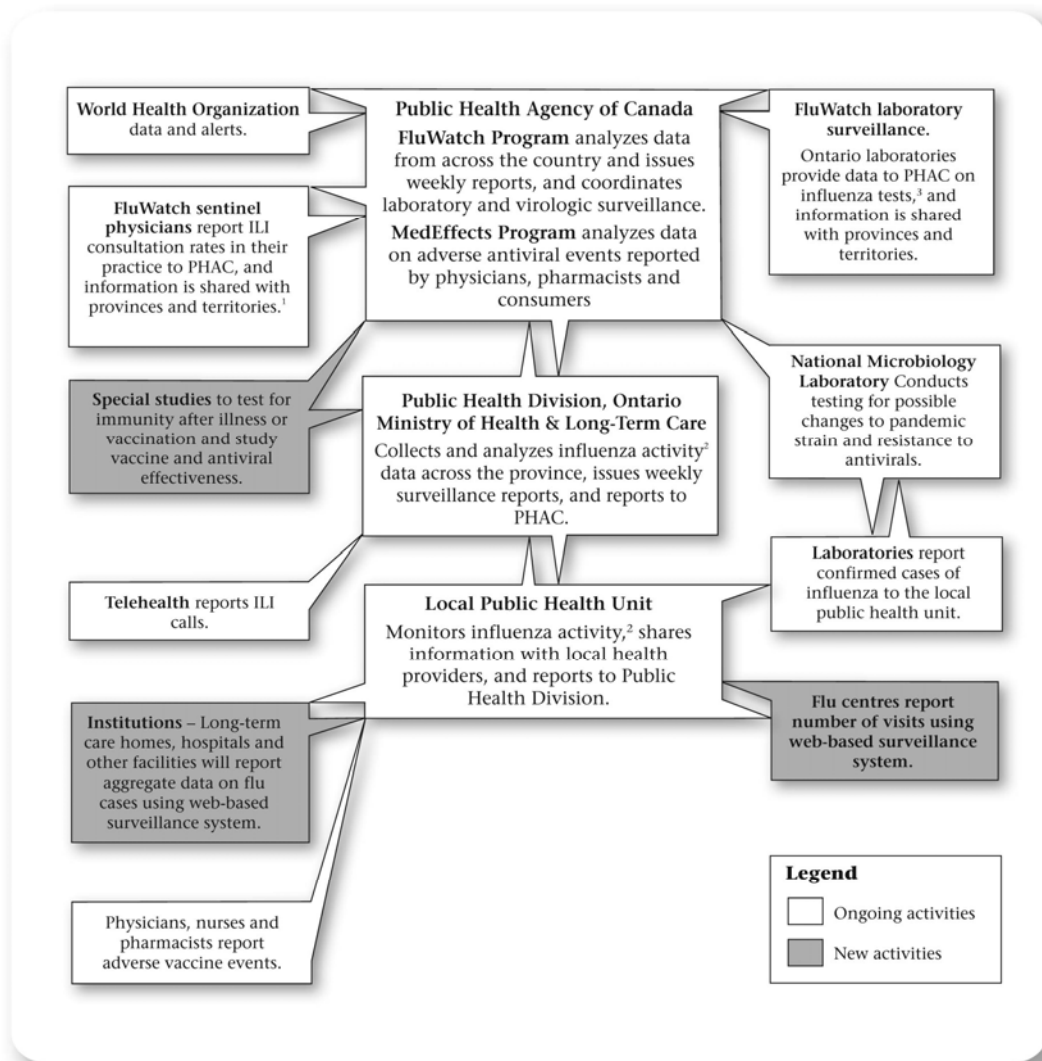 World Health Organization
data and alerts.
FluWatch sentinel
physicians report ILI
consultation rates in their
practice to PHAC, and
information is shared with
provinces and territories.¹
Special studies to test for
immunity after illness or
vaccination and study
vaccine and antiviral
effectiveness.
Telehealth reports ILI
calls.
Institutions – Long-term
care homes, hospitals and
other facilities will report
aggregate data on flu
cases using web-based
surveillance system.
Physicians, nurses and
pharmacists report
adverse vaccine events.
Public Health Agency of Canada
FluWatch Program analyzes data
from across the country and issues
weekly reports, and coordinates
laboratory and virologic surveillance.
MedEffects Program analyzes data
on adverse antiviral events reported
by physicians, pharmacists and
consumers
Public Health Division, Ontario
Ministry of Health & Long-Term Care
Collects and analyzes influenza activity²
data across the province, issues weekly
surveillance reports, and reports to
PHAC.
Local Public Health Unit
Monitors influenza activity,² shares
information with local health
providers, and reports to Public
Health Division.
FluWatch laboratory
surveillance.
Ontario laboratories
provide data to PHAC on
influenza tests,³ and
information is shared
with provinces and
territories.
National Microbiology
Laboratory Conducts
testing for possible
changes to pandemic
strain and resistance to
antivirals.
Laboratories report
confirmed cases of
influenza to the local
public health unit.
Flu centres report
number of visits using
web-based surveillance
system.
Legend
Ongoing activities
New activities